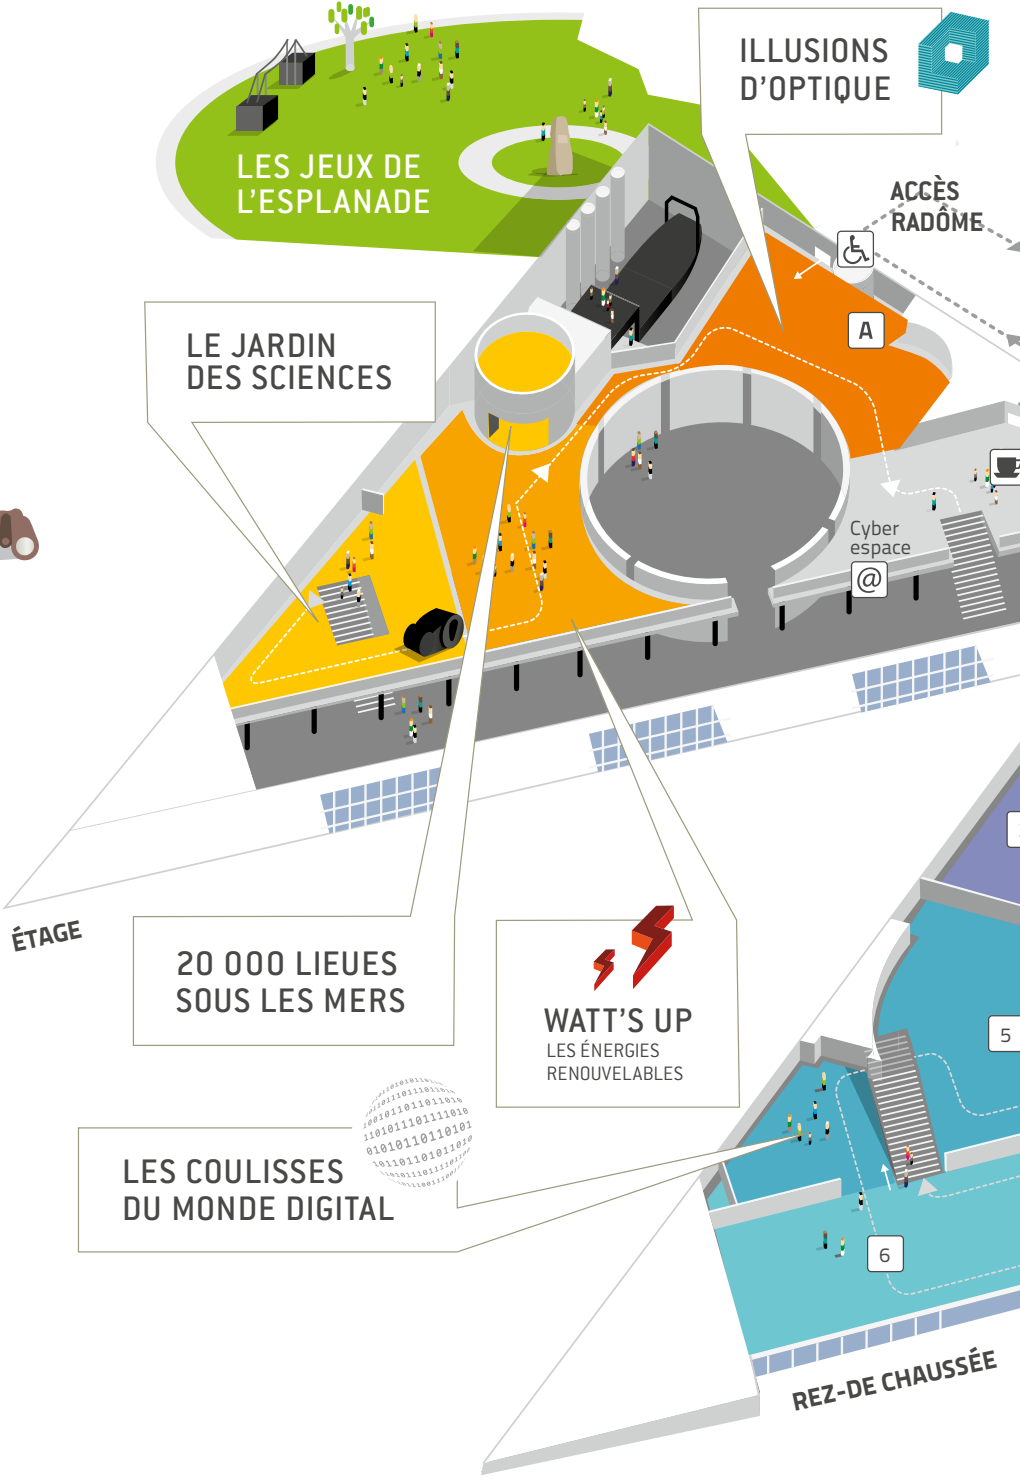 ILLUSIONS
D'OPTIQUE
LES JEUX DE
L'ESPLANADE
ACCÈS
RADÔME
A
LE JARDIN
DES SCIENCES
Cyber
espace
@
ÉTAGE
20 000 LIEUES
SOUS LES MERS
WATT'S UP
LES ÉNERGIES
RENOUVELABLES
5
LES COULISSES
DU MONDE DIGITAL
6
REZ-DE CHAUSSÉE